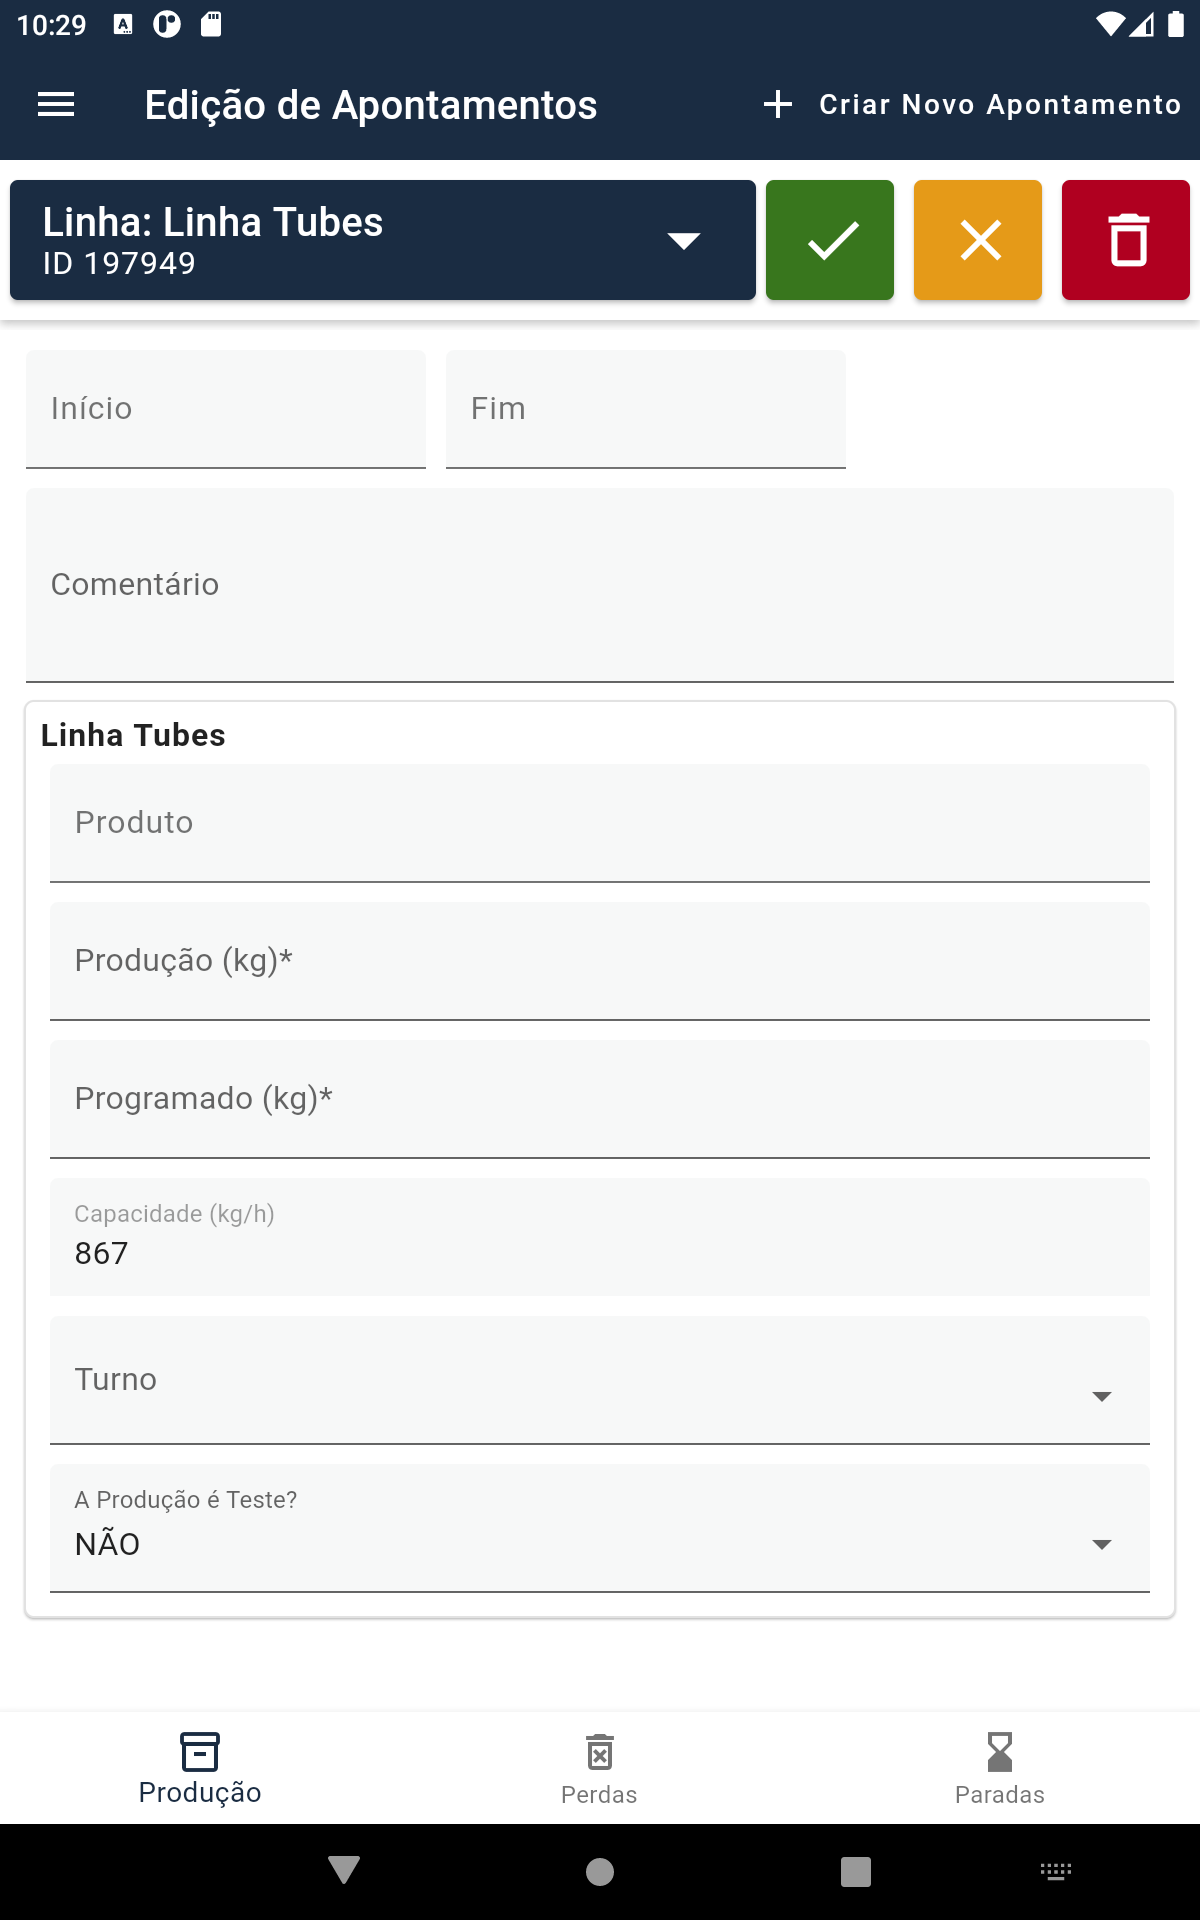 10:29
Edição de Apontamentos
Criar Novo Apontamento
Linha: Linha Tubes
ID 197949
Início
Fim
Comentário
Linha Tubes
Produto
Produção (kg)*
Programado (kg)*
Capacidade (kg/h)
867
Turno
A Produção é Teste?
NÃO
Produção
Perdas
Paradas